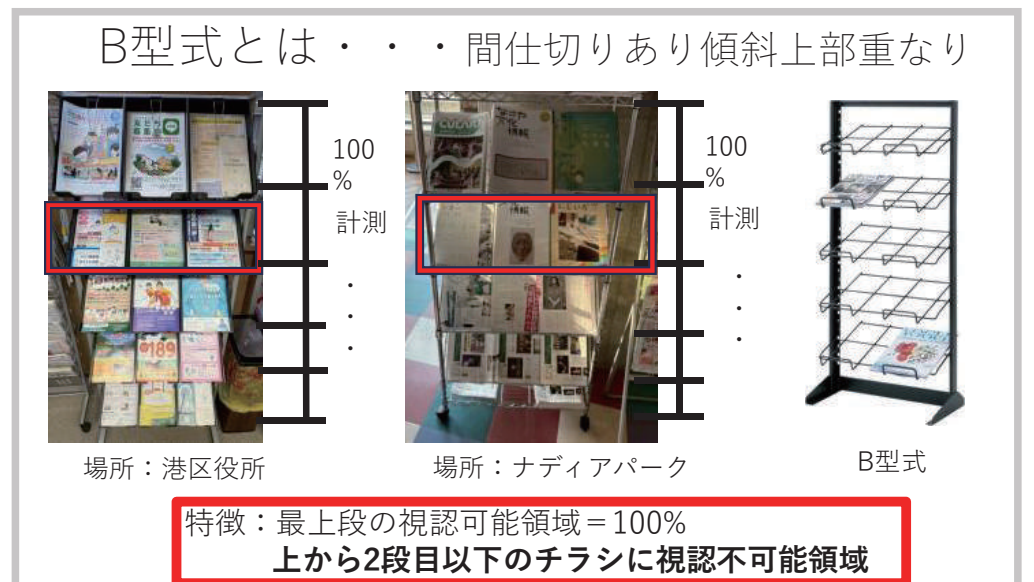 B型式とは・・・間仕切りあり傾斜上部重なり
100
%
計測
・
・
・
100
%
計測
・
・
・
189
場所：港区役所
場所：ナディアパーク
B型式
特徴：最上段の視認可能領域＝100%
上から2段目以下のチラシに視認不可能領域